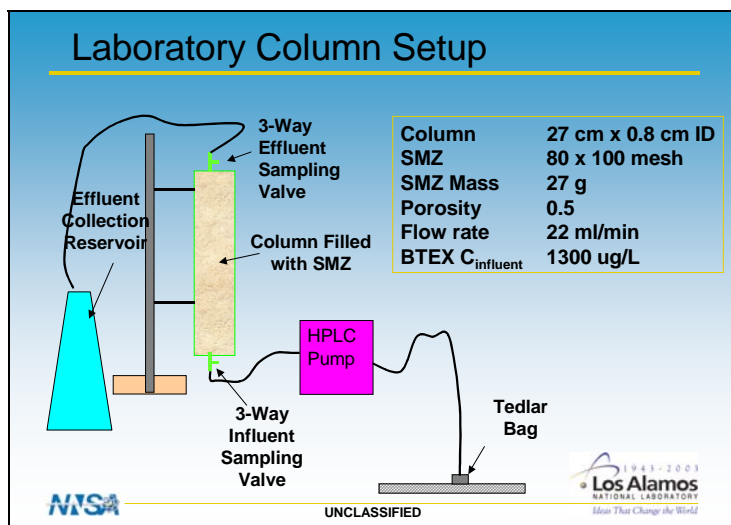 Laboratory Column Setup
3-Way
Effluent
Sampling
Valve
Effluent
Collection
Reservoir
Column Filled
with SMZ
Column 27 cm x 0.8 cm ID
SMZ 80 x 100 mesh
SMZ Mass 27 g
Porosity 0.5
Flow rate 22 ml/min
BTEX Cinfluent 1300 ug/L
HPLC
Pump
3-Way
Influent
Sampling
Valve
Tedlar
Bag
NNSA
UNCLASSIFIED
1943-2003
Los Alamos
NATIONAL LABORATORY
Ideas That Change the World